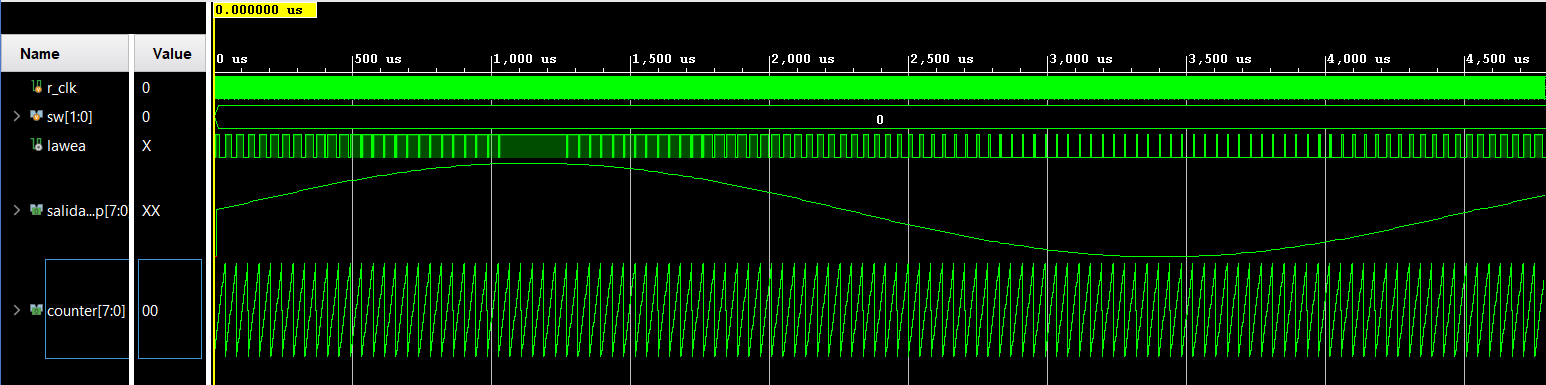 0.000000 us
Name Value
0 us 500 us 1,000 us 1,500 us 2,000 us 2,500 us 3,000 us 3,500 us 4,000 us 4,500 us
r_clk 0
sw[1:0] 0 0
lawea X
salida...p[7:0 XX
counter[7:0] 00